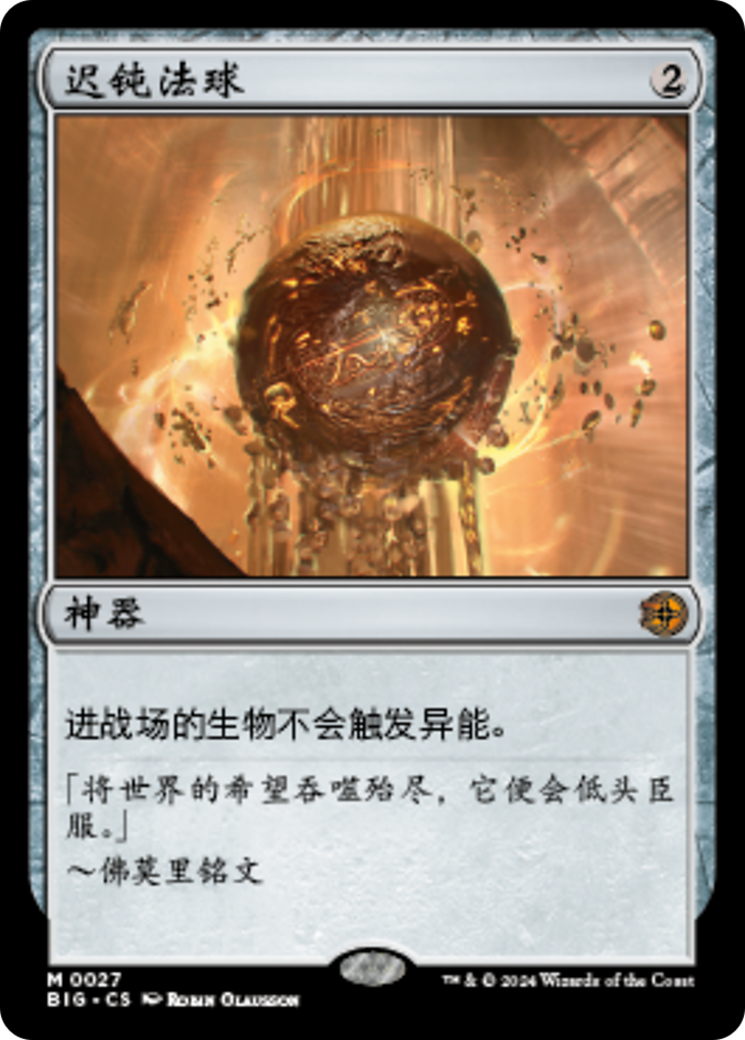 迟钝法球
2
神器
进战场的生物不会触发异能。
「将世界的希望吞噬殆尽，它便会低头臣
服。」
～佛莫里铭文
M 0027
BIG • CS Robin Olausson
™ & © 2024 Wizards of the Coast